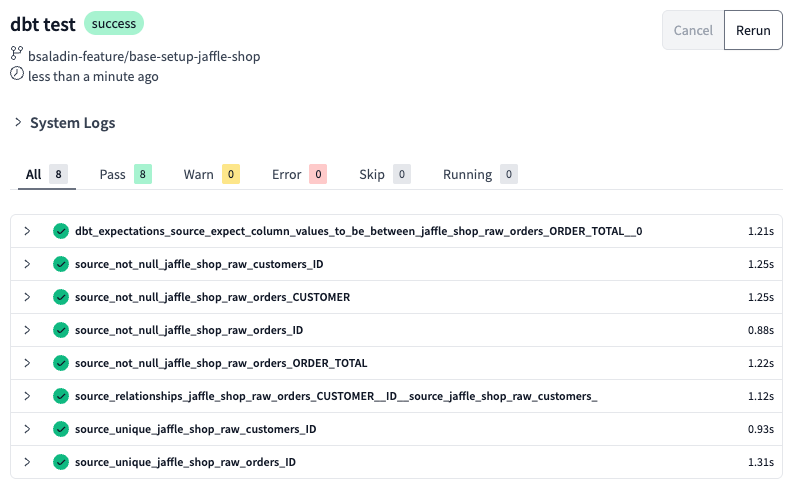 dbt test success
Cancel Rerun
bsaladin-feature/base-setup-jaffle-shop
less than a minute ago
System Logs
All 8 Pass 8 Warn 0 Error 0 Skip 0 Running 0
dbt_expectations_source_expect_column_values_to_be_between_jaffle_shop_raw_orders_ORDER_TOTAL__0 1.21s
source_not_null_jaffle_shop_raw_customers_ID 1.25s
source_not_null_jaffle_shop_raw_orders_CUSTOMER 1.25s
source_not_null_jaffle_shop_raw_orders_ID 0.88s
source_not_null_jaffle_shop_raw_orders_ORDER_TOTAL 1.22s
source_relationships_jaffle_shop_raw_orders_CUSTOMER__ID__source_jaffle_shop_raw_customers_ 1.12s
source_unique_jaffle_shop_raw_customers_ID 0.93s
source_unique_jaffle_shop_raw_orders_ID 1.31s